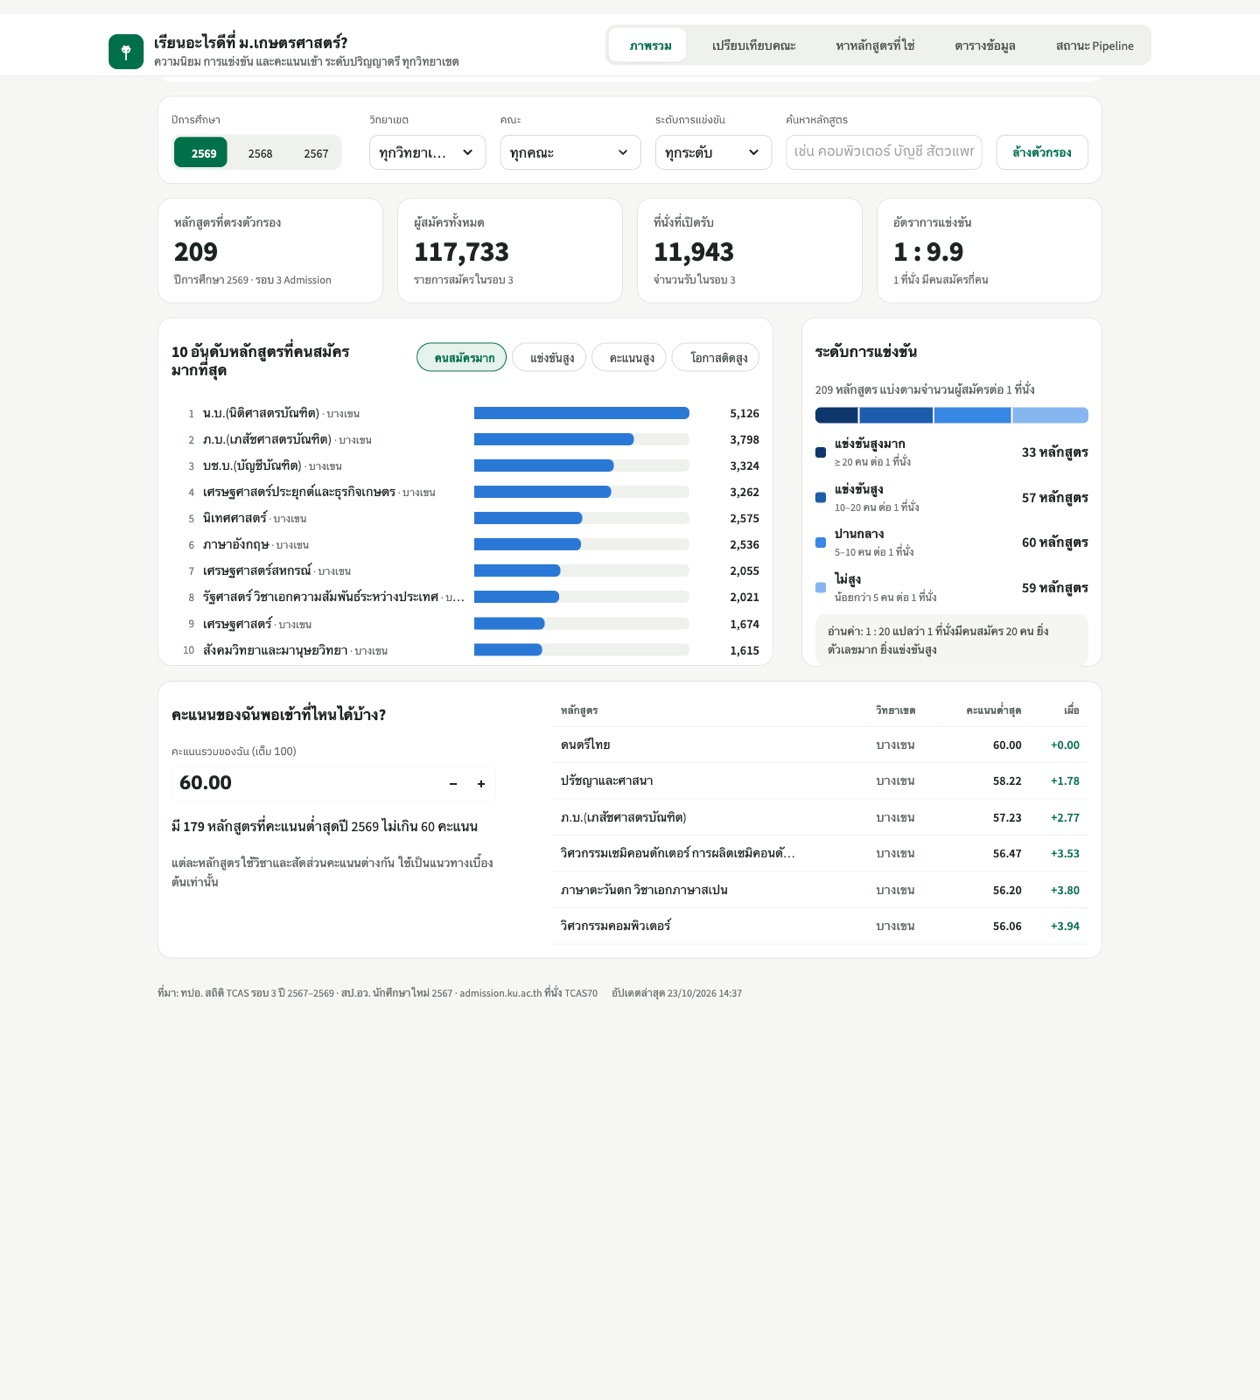 เรียนอะไรดีที่ ม.เกษตรศาสตร์?
ความนิยม การแข่งขัน และคะแนนเข้า ระดับปริญญาตรี ทุกวิทยาเขต
ภาพรวม
เปรียบเทียบคณะ
หาหลักสูตรที่ใช่
ตารางข้อมูล
สถานะ Pipeline
ปีการศึกษา
วิทยาเขต
คณะ
ระดับการแข่งขัน
ค้นหาหลักสูตร
2569
2568
2567
ทุกวิทยาเ…
ทุกคณะ
ทุกระดับ
เช่น คอมพิวเตอร์ บัญชี สัตวแพท
ล้างตัวกรอง
หลักสูตรที่ตรงตัวกรอง
209
ปีการศึกษา 2569 · รอบ 3 Admission
ผู้สมัครทั้งหมด
117,733
รายการสมัครในรอบ 3
ที่นั่งที่เปิดรับ
11,943
จำนวนรับในรอบ 3
อัตราการแข่งขัน
1 : 9.9
1 ที่นั่ง มีคนสมัครกี่คน
10 อันดับหลักสูตรที่คนสมัคร
มากที่สุด
คนสมัครมาก
แข่งขันสูง
คะแนนสูง
โอกาสติดสูง
1 น.บ.(นิติศาสตรบัณฑิต) · บางเขน 5,126
2 ภ.บ.(เภสัชศาสตรบัณฑิต) · บางเขน 3,798
3 บช.บ.(บัญชีบัณฑิต) · บางเขน 3,324
4 เศรษฐศาสตร์ประยุกต์และธุรกิจเกษตร · บางเขน 3,262
5 นิเทศศาสตร์ · บางเขน 2,575
6 ภาษาอังกฤษ · บางเขน 2,536
7 เศรษฐศาสตร์สหกรณ์ · บางเขน 2,055
8 รัฐศาสตร์ วิชาเอกความสัมพันธ์ระหว่างประเทศ · บ… 2,021
9 เศรษฐศาสตร์ · บางเขน 1,674
10 สังคมวิทยาและมานุษยวิทยา · บางเขน 1,615
ระดับการแข่งขัน
209 หลักสูตร แบ่งตามจำนวนผู้สมัครต่อ 1 ที่นั่ง
แข่งขันสูงมาก
≥ 20 คน ต่อ 1 ที่นั่ง
33 หลักสูตร
แข่งขันสูง
10–20 คน ต่อ 1 ที่นั่ง
57 หลักสูตร
ปานกลาง
5–10 คน ต่อ 1 ที่นั่ง
60 หลักสูตร
ไม่สูง
น้อยกว่า 5 คน ต่อ 1 ที่นั่ง
59 หลักสูตร
อ่านค่า: 1 : 20 แปลว่า 1 ที่นั่งมีคนสมัคร 20 คน ยิ่ง
ตัวเลขมาก ยิ่งแข่งขันสูง
คะแนนของฉันพอเข้าที่ไหนได้บ้าง?
คะแนนรวมของฉัน (เต็ม 100)
60.00 − +
มี 179 หลักสูตรที่คะแนนต่ำสุดปี 2569 ไม่เกิน 60 คะแนน
แต่ละหลักสูตรใช้วิชาและสัดส่วนคะแนนต่างกัน ใช้เป็นแนวทางเบื้อง
ต้นเท่านั้น
หลักสูตร วิทยาเขต คะแนนต่ำสุด เผื่อ
ดนตรีไทย บางเขน 60.00 +0.00
ปรัชญาและศาสนา บางเขน 58.22 +1.78
ภ.บ.(เภสัชศาสตรบัณฑิต) บางเขน 57.23 +2.77
วิศวกรรมเซมิคอนดักเตอร์ การผลิตเซมิคอนดั… บางเขน 56.47 +3.53
ภาษาตะวันตก วิชาเอกภาษาสเปน บางเขน 56.20 +3.80
วิศวกรรมคอมพิวเตอร์ บางเขน 56.06 +3.94
ที่มา: ทปอ. สถิติ TCAS รอบ 3 ปี 2567–2569 · สป.อว. นักศึกษาใหม่ 2567 · admission.ku.ac.th ที่นั่ง TCAS70 อัปเดตล่าสุด 23/10/2026 14:37